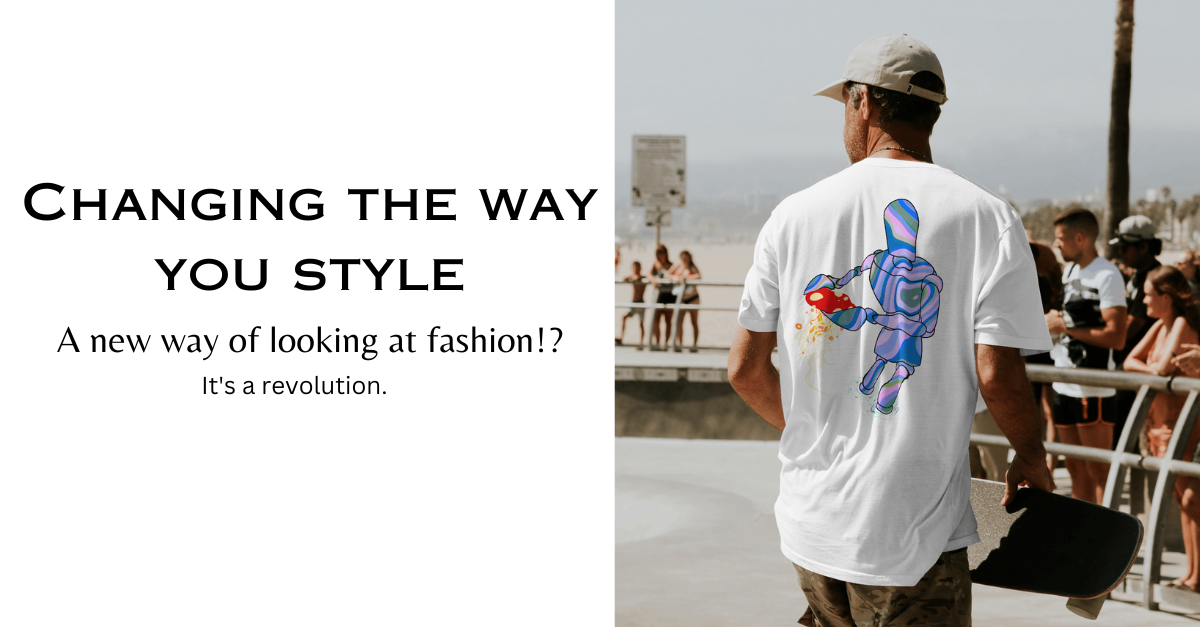 Changing the way
you style
A new way of looking at fashion!?
It's a revolution.